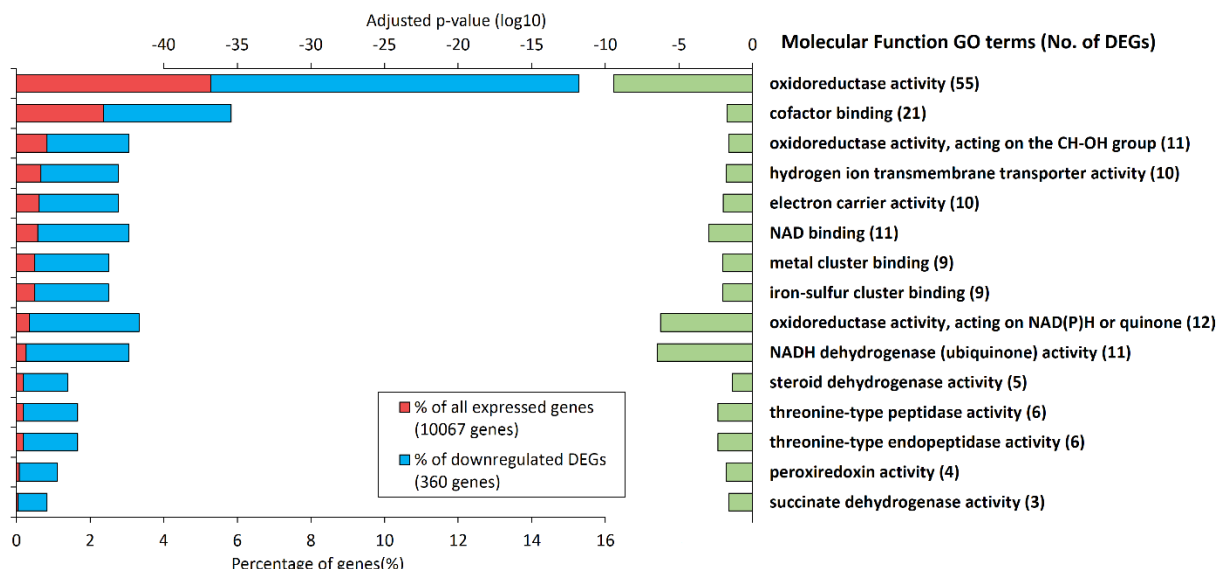 Adjusted p-value (log10)
-40 -35 -30 -25 -20 -15 -10 -5 0
Molecular Function GO terms (No. of DEGs)
oxidoreductase activity (55)
cofactor binding (21)
oxidoreductase activity, acting on the CH-OH group (11)
hydrogen ion transmembrane transporter activity (10)
electron carrier activity (10)
NAD binding (11)
metal cluster binding (9)
iron-sulfur cluster binding (9)
oxidoreductase activity, acting on NAD(P)H or quinone (12)
NADH dehydrogenase (ubiquinone) activity (11)
steroid dehydrogenase activity (5)
threonine-type peptidase activity (6)
threonine-type endopeptidase activity (6)
peroxiredoxin activity (4)
succinate dehydrogenase activity (3)
% of all expressed genes
(10067 genes)
% of downregulated DEGs
(360 genes)
0 2 4 6 8 10 12 14 16
Percentage of genes(%)